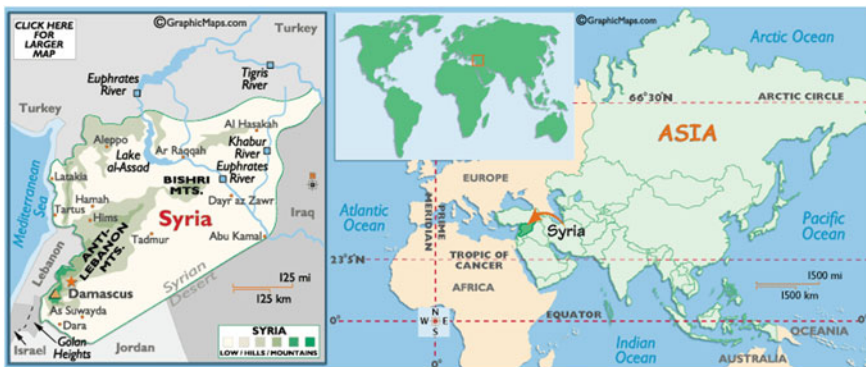 CLICK HERE
FOR
LARGER
MAP
©GraphicMaps.com
Turkey
Turkey
Tigris
River
Euphrates
River
Al Hasakah
Aleppo
Lake
al-Assad
Ar Raqqah
Khabur
River
Euphrates
River
Mediterranean
Sea
Latakia
BISHRI
MTS.
Hamah
Tartus
Hims
Dayr az Zawr
Syria
Iraq
Tadmur
Abu Kamal
Lebanon
ANTI-
LEBANON
MTS.
Syrian
Desert
125 mi
125 km
Damascus
As Suwayda
Dara
Golan
Heights
Israel
Jordan
SYRIA
LOW / HILLS / MOUNTAINS
©GraphicMaps.com
Arctic Ocean
66°30'N
ARCTIC CIRCLE
ASIA
EUROPE
Atlantic
Ocean
PRIME
MERIDIAN
Syria
Pacific
Ocean
23°5'N
TROPIC OF
CANCER
AFRICA
1500 mi
1500 km
0°
N
W
E
S
EQUATOR
0°
Indian
Ocean
OCEANIA
AUSTRALIA